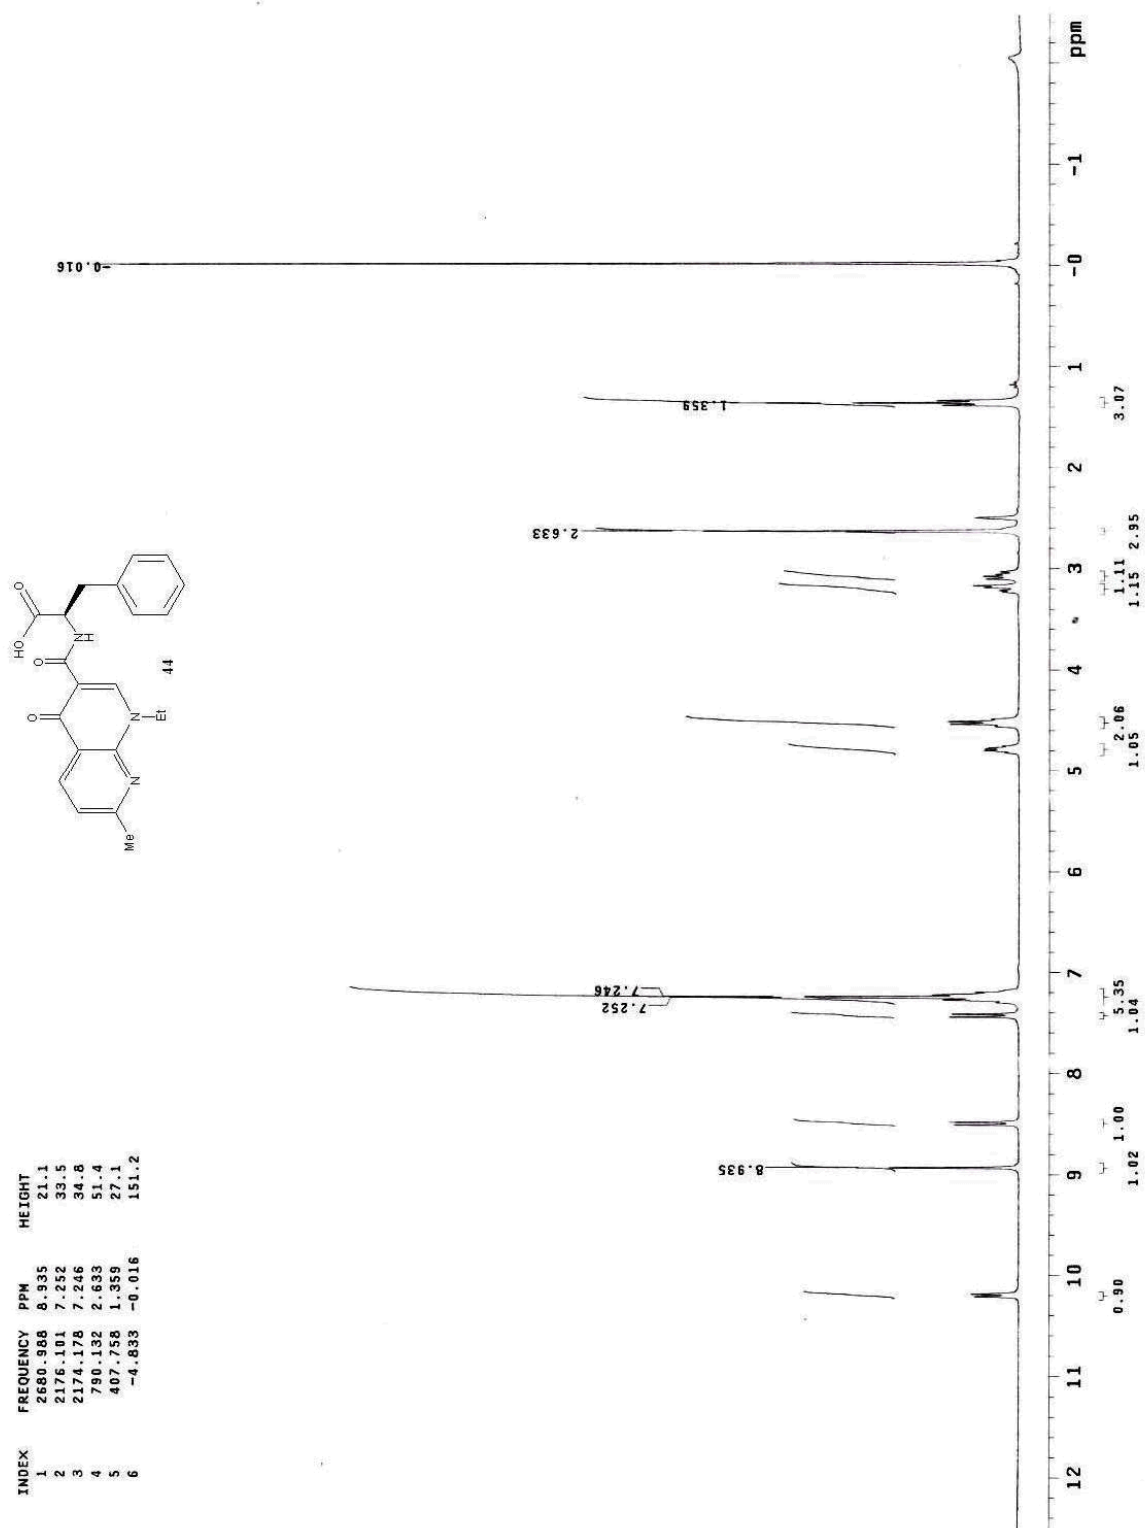 INDEX FREQUENCY PPM HEIGHT
1 2680.988 8.935 21.1
2 2176.101 7.252 33.5
3 2174.178 7.246 34.8
4 790.132 2.633 51.4
5 407.758 1.359 27.1
6 -4.833 -0.016 151.2
HO
O
O
O
NH
N
N
Et
Me
44
8.935
7.252
7.246
2.633
1.359
-0.016
12 11 10 9 8 7 6 5 4 3 2 1 -0 -1 ppm
0.90 1.00 5.35 2.06 1.11 2.95 3.07
1.02 1.04 1.05 1.15